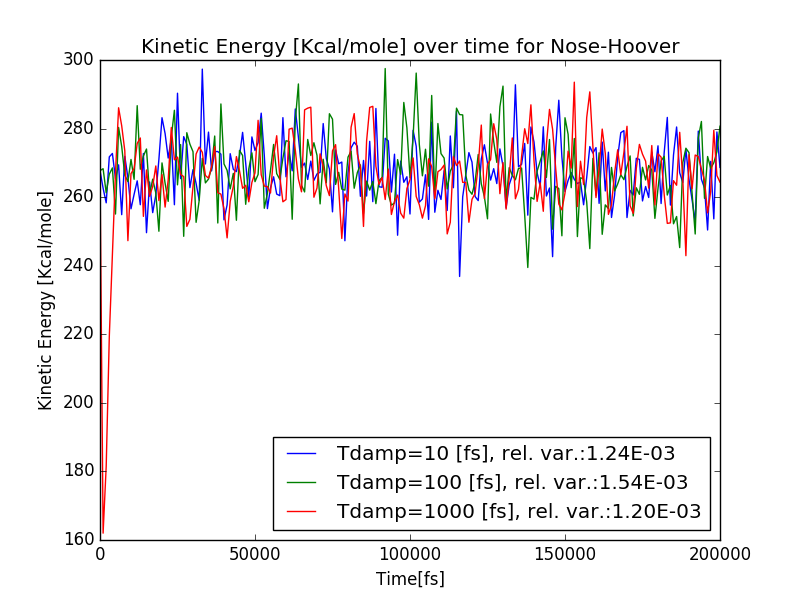 Kinetic Energy [Kcal/mole] over time for Nose-Hoover
300
280
260
240
220
200
180
160
Kinetic Energy [Kcal/mole]
Tdamp=10 [fs], rel. var.:1.24E-03
Tdamp=100 [fs], rel. var.:1.54E-03
Tdamp=1000 [fs], rel. var.:1.20E-03
0 50000 100000 150000 200000
Time[fs]